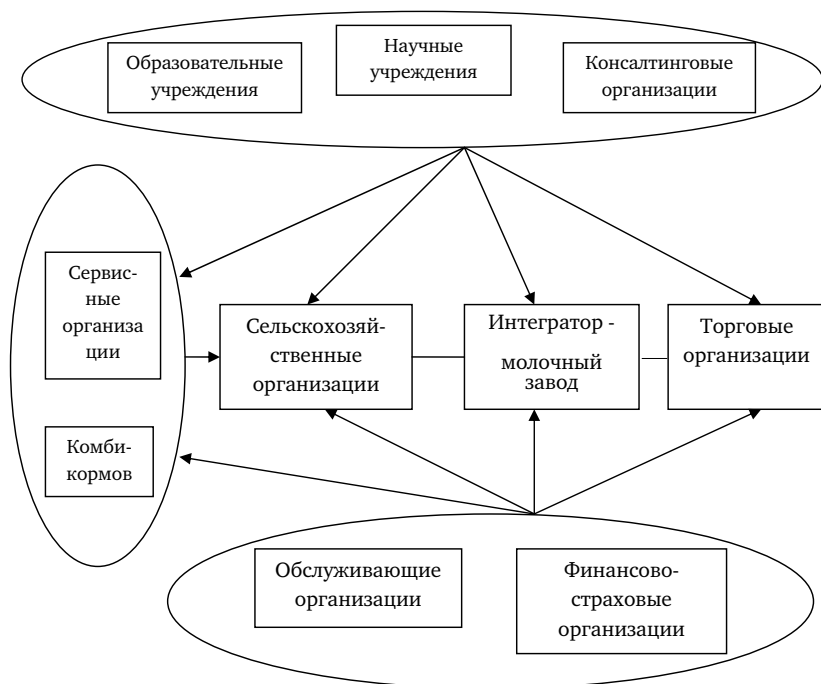 Образовательные
учреждения
Научные
учреждения
Консалтинговые
организации
Сервис-
ные
организа
ции
Комби-
кормов
Сельскохозяй-
ственные
организации
Интегратор -
молочный
завод
Торговые
организации
Обслуживающие
организации
Финансово-
страховые
организации